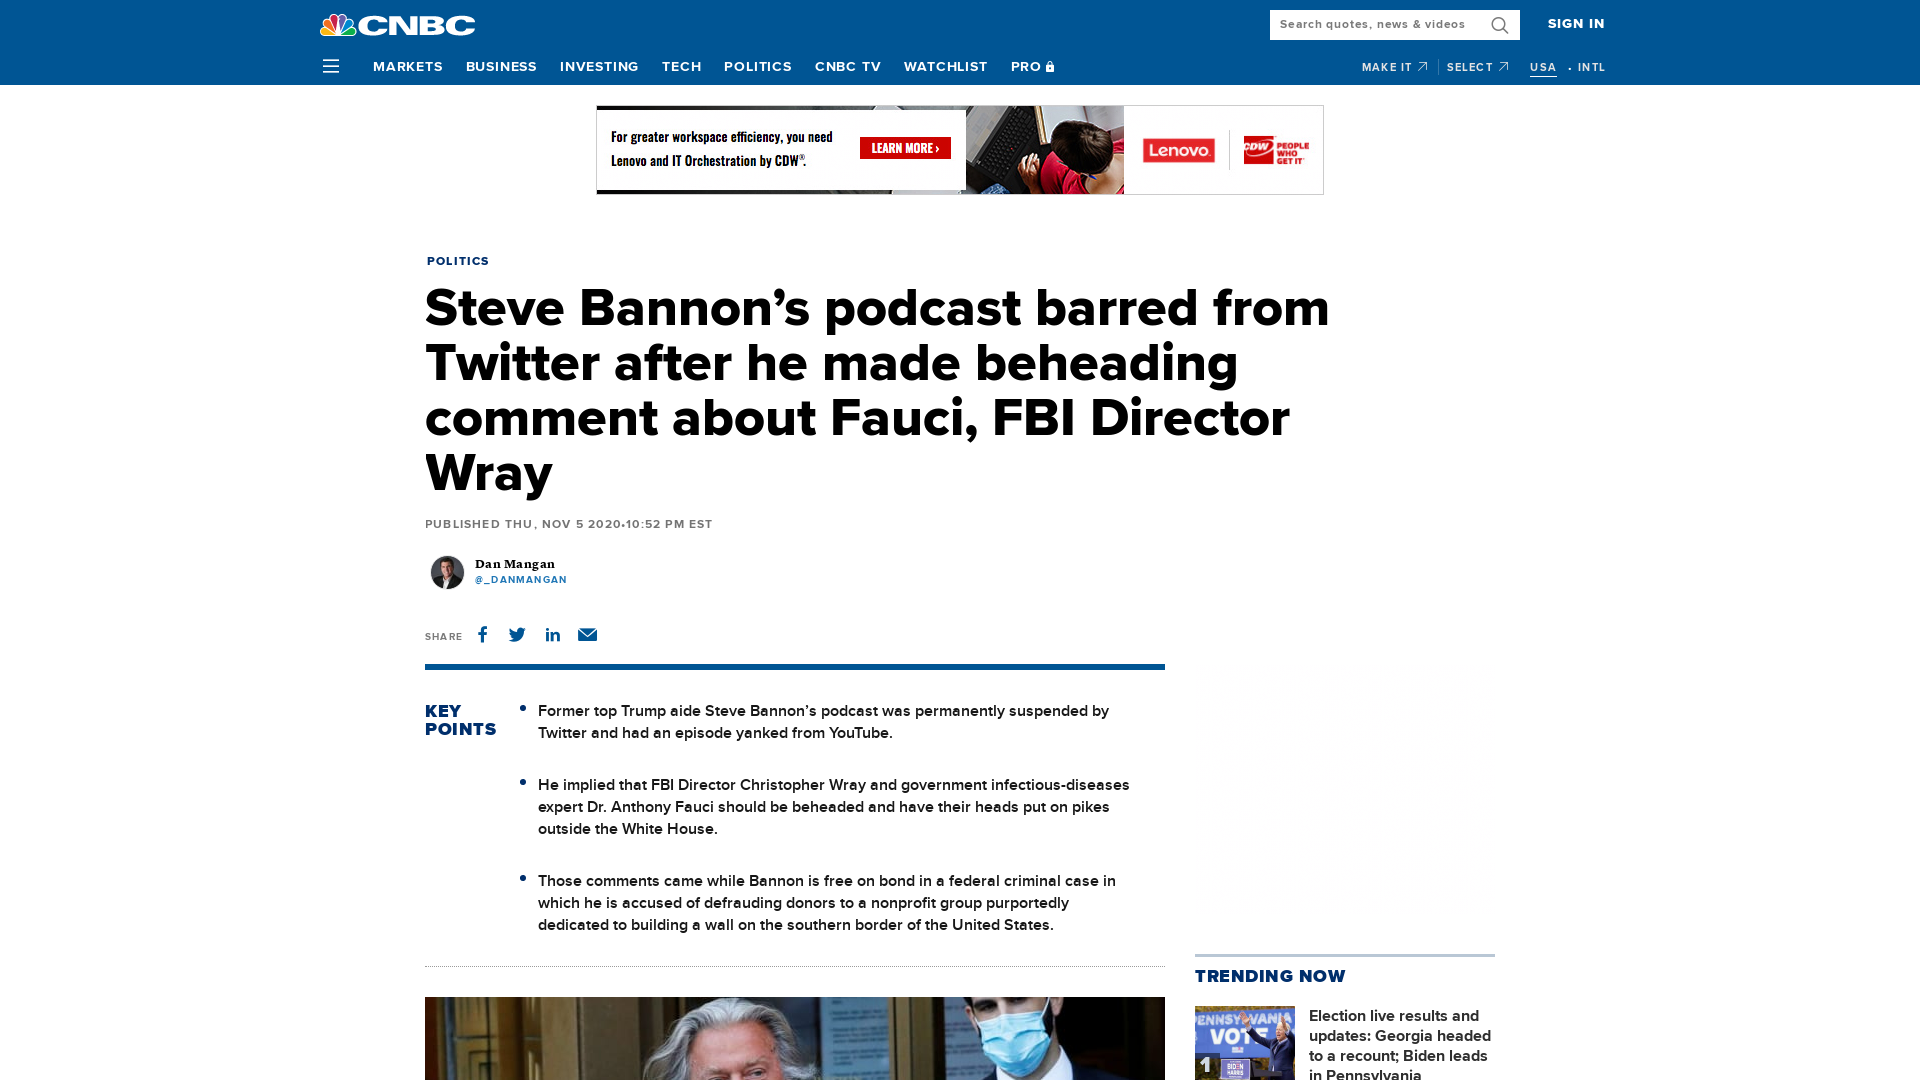 CNBC
Search quotes, news & videos
SIGN IN
MARKETS
BUSINESS
INVESTING
TECH
POLITICS
CNBC TV
WATCHLIST
PRO
MAKE IT
SELECT
USA
• INTL
For greater workspace efficiency, you need
Lenovo and IT Orchestration by CDW®.
LEARN MORE ›
Lenovo
CDW PEOPLE
WHO
GET IT
POLITICS
Steve Bannon’s podcast barred from
Twitter after he made beheading
comment about Fauci, FBI Director
Wray
PUBLISHED THU, NOV 5 2020•10:52 PM EST
Dan Mangan
@_DANMANGAN
SHARE
KEY
POINTS
Former top Trump aide Steve Bannon’s podcast was permanently suspended by
Twitter and had an episode yanked from YouTube.
He implied that FBI Director Christopher Wray and government infectious-diseases
expert Dr. Anthony Fauci should be beheaded and have their heads put on pikes
outside the White House.
Those comments came while Bannon is free on bond in a federal criminal case in
which he is accused of defrauding donors to a nonprofit group purportedly
dedicated to building a wall on the southern border of the United States.
TRENDING NOW
PENNSYLVANIA
VOTE
BIDEN
HARRIS
1
Election live results and
updates: Georgia headed
to a recount; Biden leads
in Pennsylvania